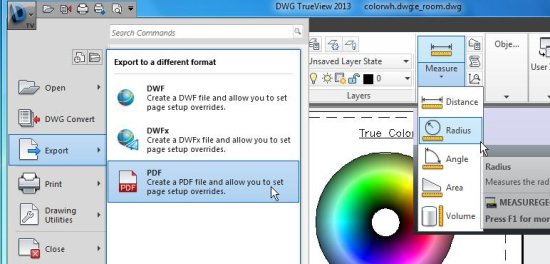 DWG TrueView 2013 colorwh.dwg:e_room.dwg
TV
Search Commands
Export to a different format
DWF
Create a DWF file and allow you to set
page setup overrides.
DWFx
Create a DWFx file and allow you to set
page setup overrides.
PDF
PDF
Create a PDF file and allow you to set
page setup overrides.
Open
DWG Convert
Export
Print
Drawing
Utilities
Close
Unsaved Layer State
0
Layers
Measure
Obje...
User
Distance
Radius
Angle
Area
Volume
True Color
Radius
Measures the radi
MEASUREGE
Press F1 for mor